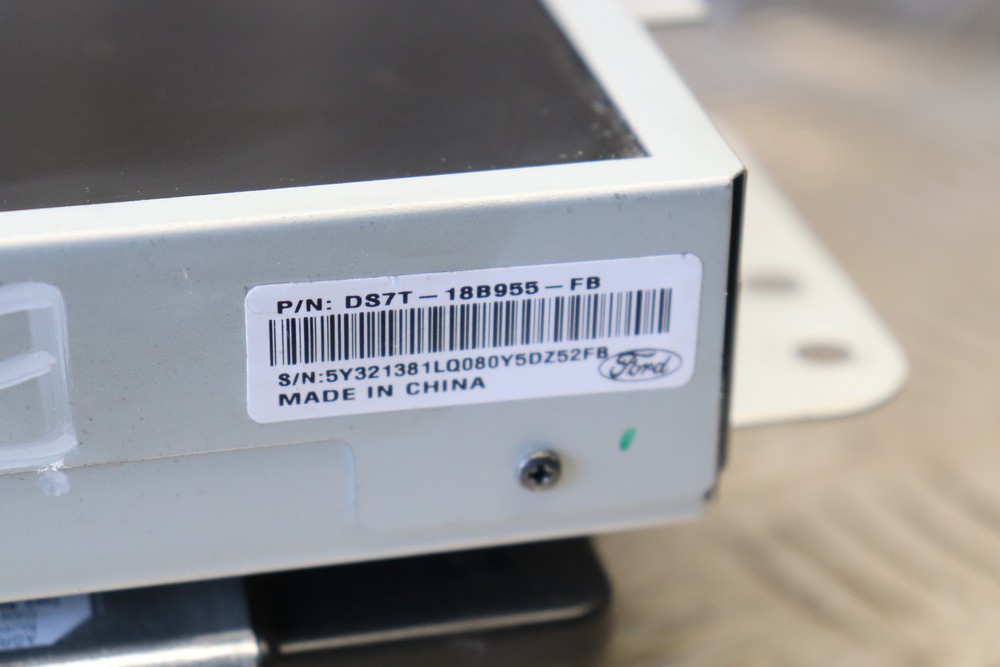 P/N: DS7T-18B955-FB
S/N:5Y321381LQ080Y5DZ52FB
Ford
MADE IN CHINA